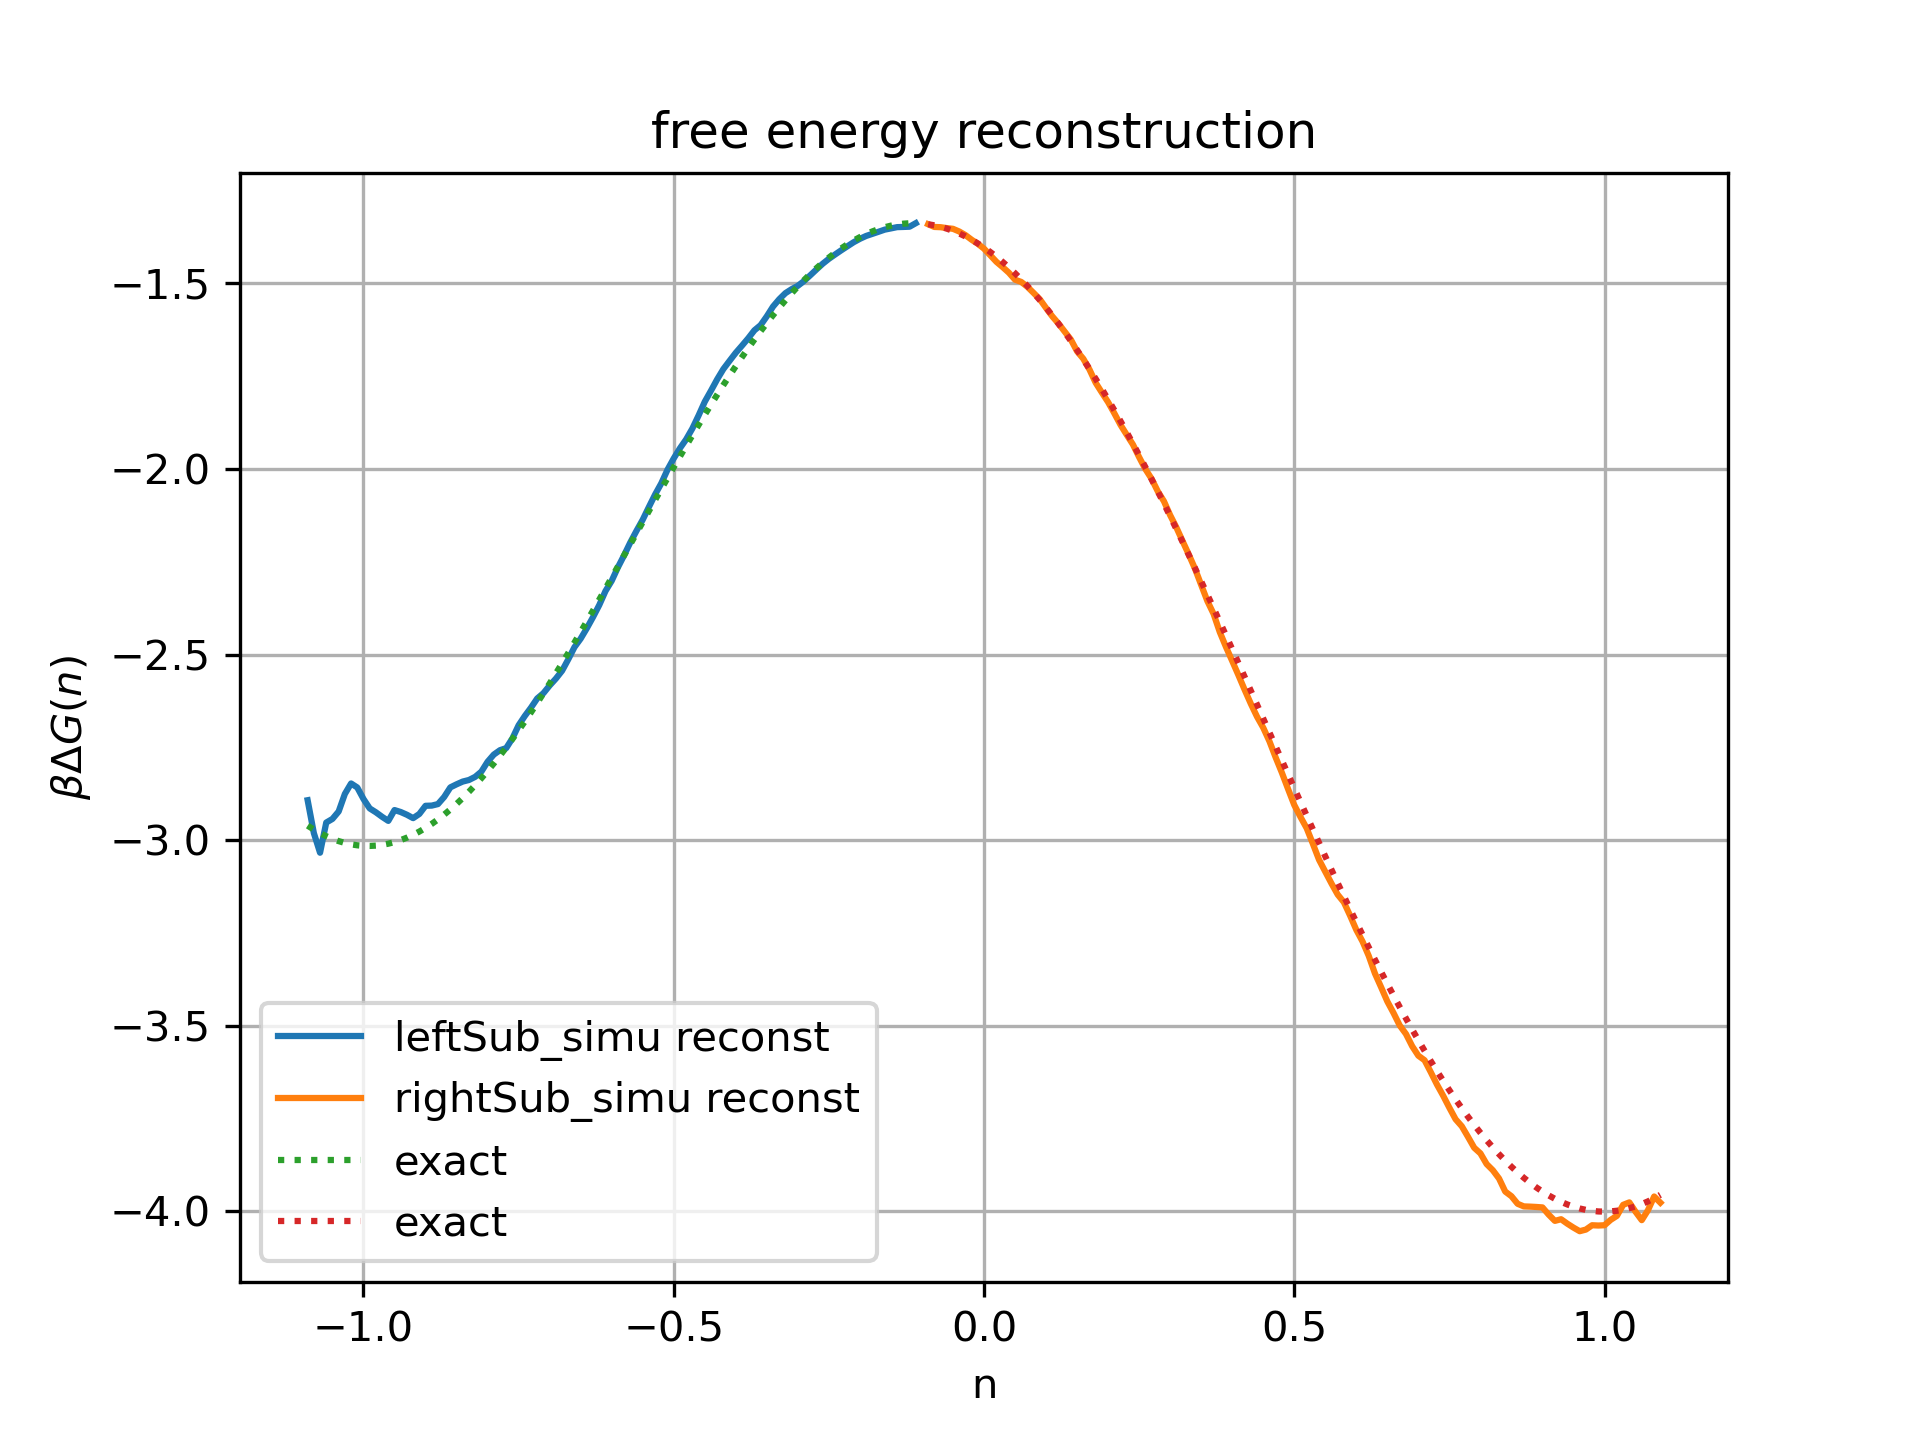 free energy reconstruction
βΔG(n)
−1.5
−2.0
−2.5
−3.0
−3.5
−4.0
leftSub_simu reconst
rightSub_simu reconst
exact
exact
−1.0 −0.5 0.0 0.5 1.0
n